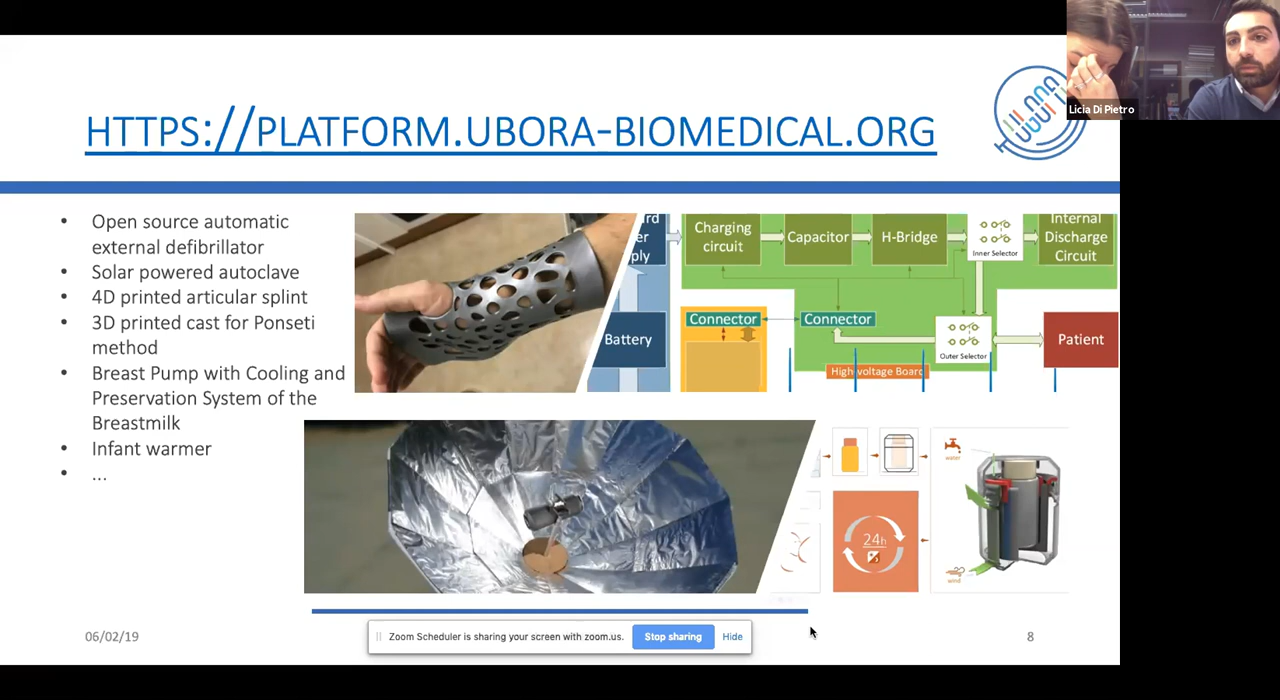 Licia Di Pietro
HTTPS://PLATFORM.UBORA-BIOMEDICAL.ORG
• Open source automatic
external defibrillator
• Solar powered autoclave
• 4D printed articular splint
• 3D printed cast for Ponseti
method
• Breast Pump with Cooling and
Preservation System of the
Breastmilk
• Infant warmer
• ...
Charging
circuit
Capacitor
H-Bridge
Inner Selector
Internal
Discharge
Circuit
Battery
Connector
Connector
Outer Selector
Patient
High voltage Board
water
24h
wind
06/02/19
Zoom Scheduler is sharing your screen with zoom.us.
Stop sharing
Hide
8